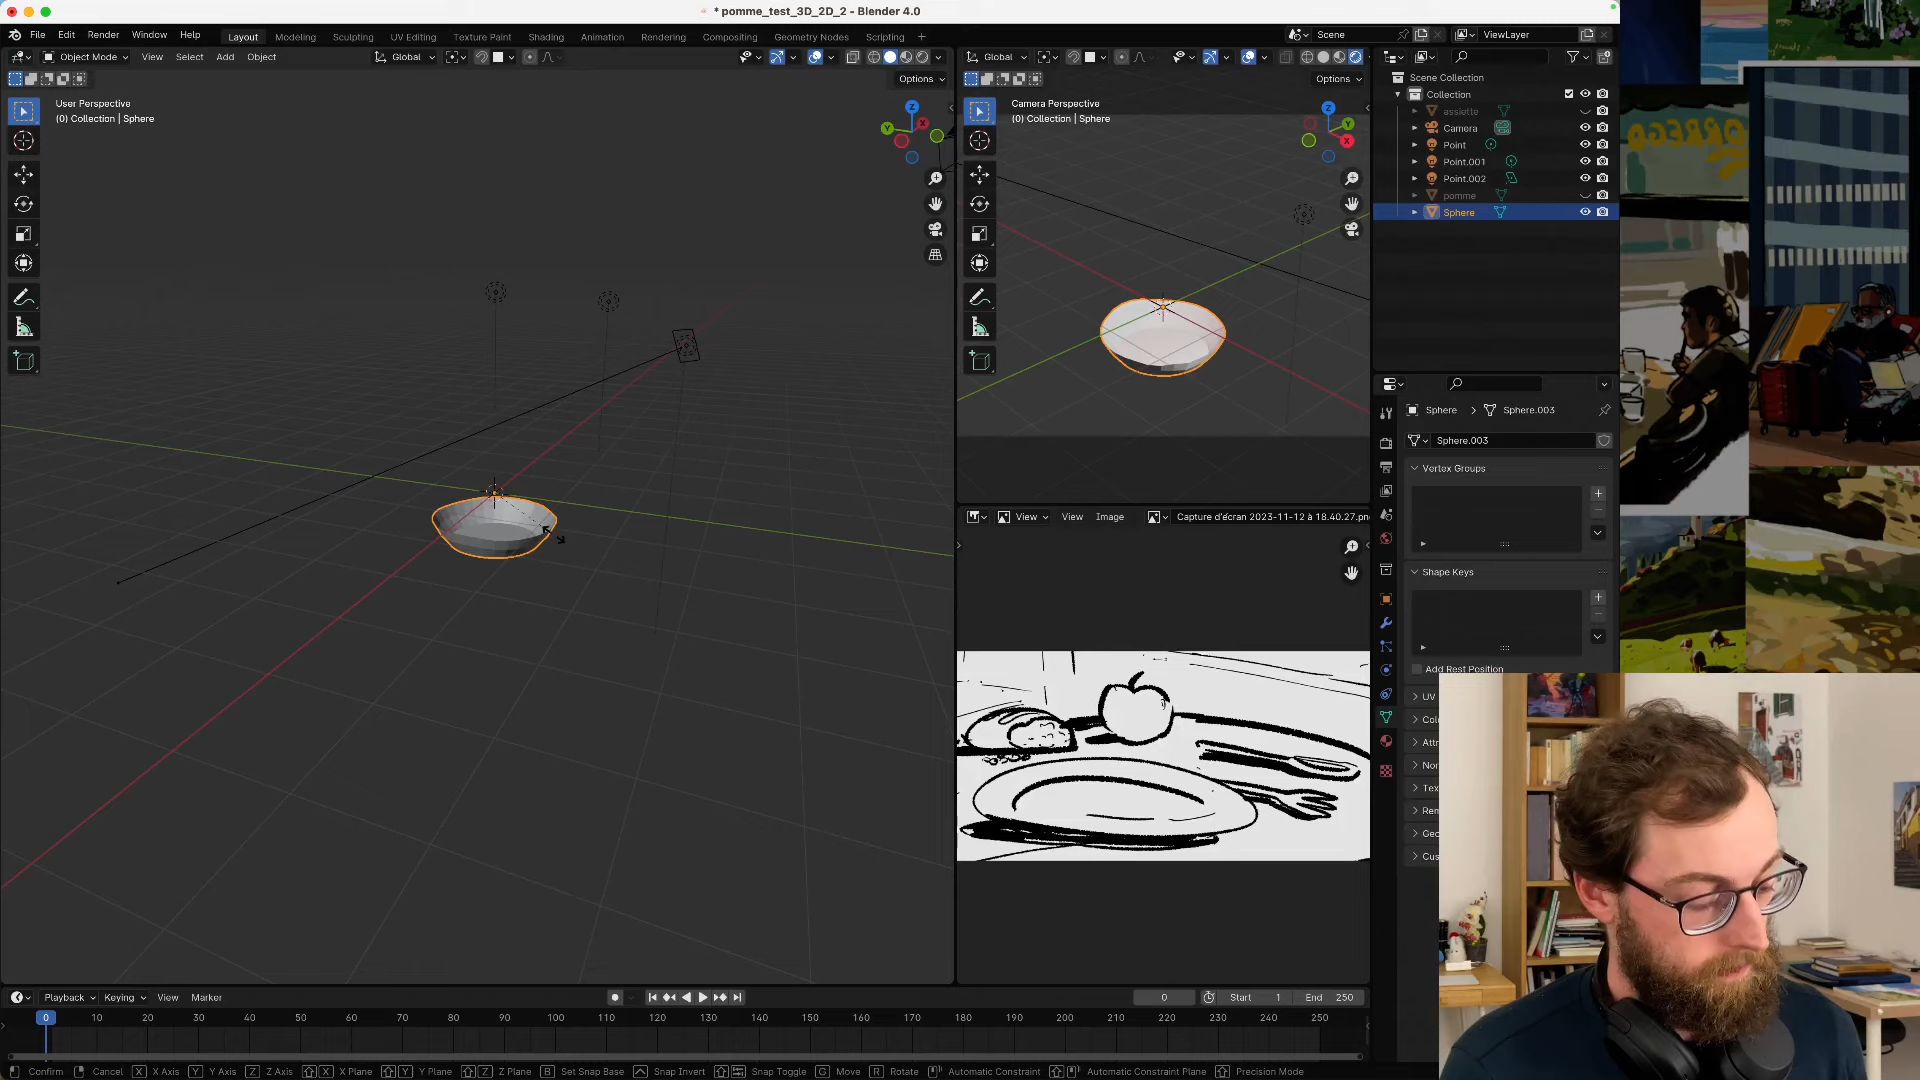 * pomme_test_3D_2D_2 - Blender 4.0
File Edit Render Window Help Layout Modeling Sculpting UV Editing Texture Paint Shading Animation Rendering Compositing Geometry Nodes Scripting + Scene ViewLayer
Object Mode View Select Add Object Global
Options
User Perspective
(0) Collection | Sphere
Z
Y
X
Global
Options
Camera Perspective
(0) Collection | Sphere
Z
Y
X
View View Image Capture d'écran 2023-11-12 à 18.40.27.pn
Scene Collection
Collection
assiette
Camera
Point
Point.001
Point.002
pomme
Sphere
Sphere > Sphere.003
Sphere.003
Vertex Groups
Shape Keys
Add Rest Position
UV
Colo
Attr
Nor
Tex
Ren
Geo
Cus
Playback Keying View Marker 0 Start 1 End 250
0 10 20 30 40 50 60 70 80 90 100 110 120 130 140 150 160 170 180 190 200 210 220 230 240 250
Confirm Cancel X X Axis Y Y Axis Z Z Axis X X Plane Y Y Plane Z Z Plane B Set Snap Base Snap Invert Snap Toggle G Move R Rotate Automatic Constraint Automatic Constraint Plane Precision Mode